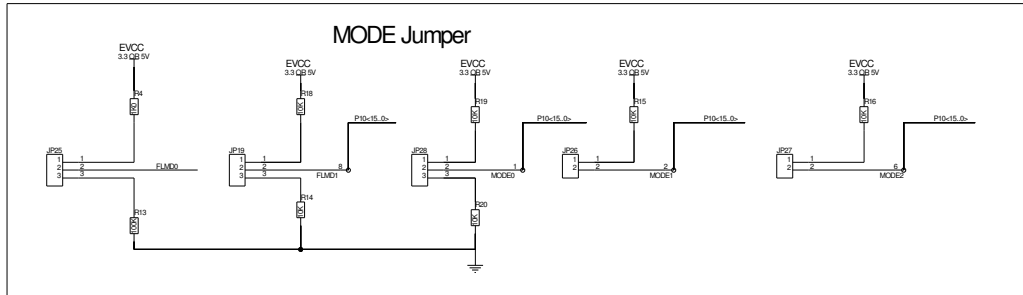 MODE Jumper
EVCC
3.3 OR 5V
EVCC
3.3 OR 5V
EVCC
3.3 OR 5V
EVCC
3.3 OR 5V
EVCC
3.3 OR 5V
R4
1K0
R18
10K
R19
10K
R15
10K
R16
10K
P10<15..0>
P10<15..0>
P10<15..0>
P10<15..0>
JP25
1
2
3
1
2
3
FLMD0
JP19
1
2
3
1
2
3
8
FLMD1
JP28
1
2
3
1
2
3
1
MODE0
JP26
1
2
1
2
2
MODE1
JP27
1
2
1
2
6
MODE2
R13
100K
R14
10K
R20
10K